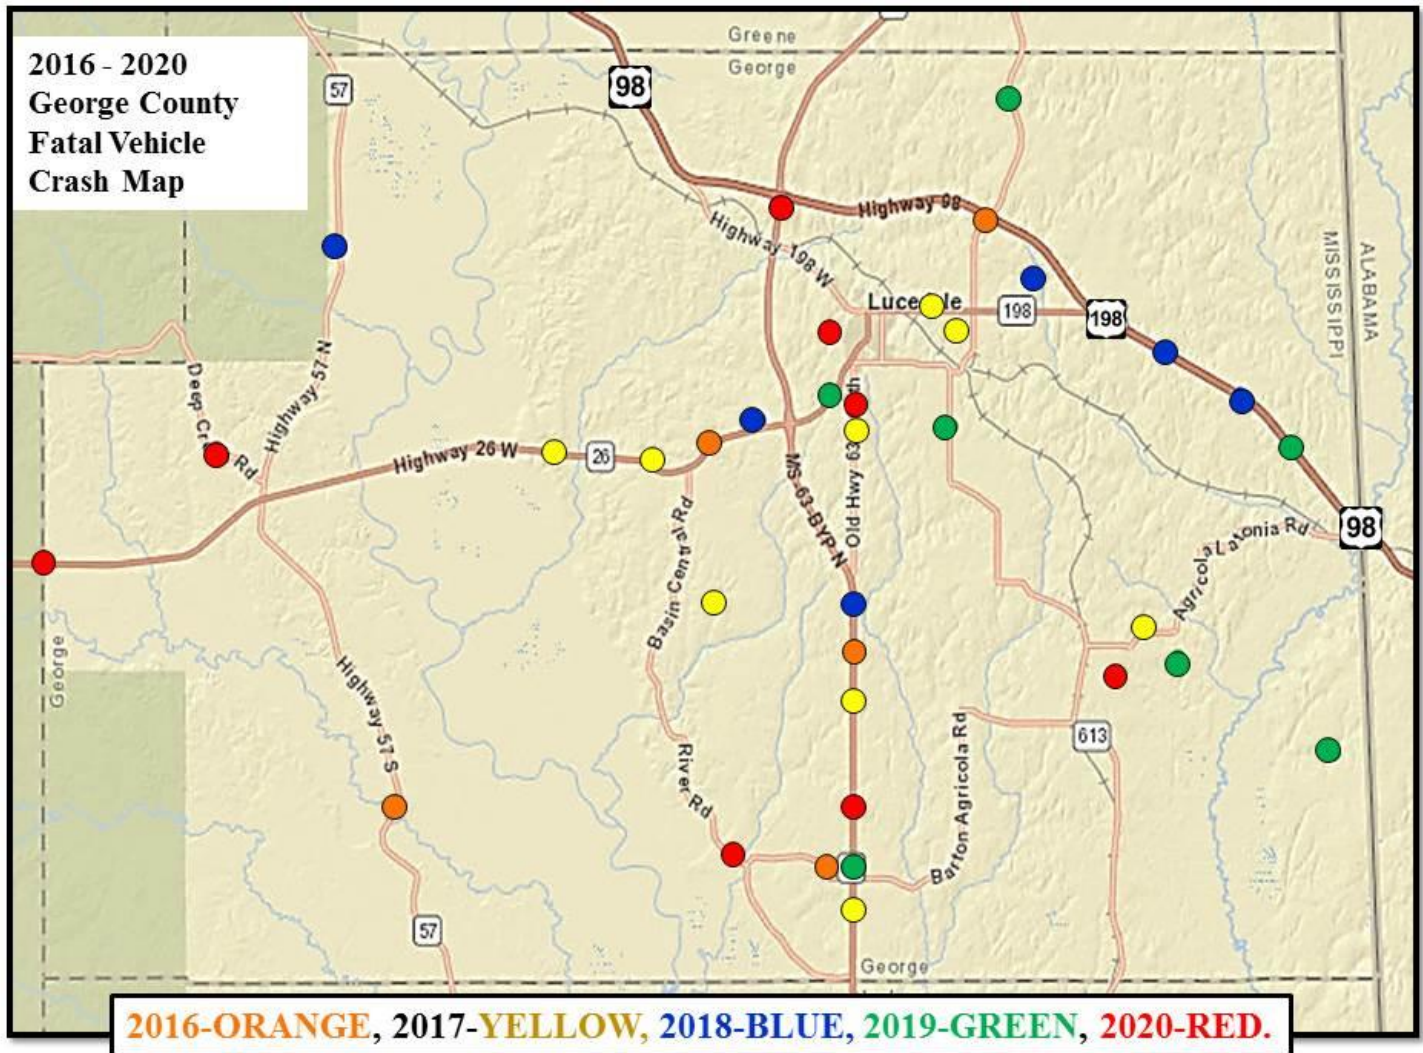 2016 - 2020
George County
Fatal Vehicle
Crash Map
Greene
George
57
98
Highway 98
Highway 198 W
198
198
MISSISSIPPI
ALABAMA
Highway 57 N
Rd
Highway 26 W
26
MS-63 BYP N
Old Hwy 63
98
Agricola Latonia Rd
Basin Central Rd
George
Highway 57 S
River Rd
613
Barton Agricola Rd
57
George
2016-ORANGE, 2017-YELLOW, 2018-BLUE, 2019-GREEN, 2020-RED.